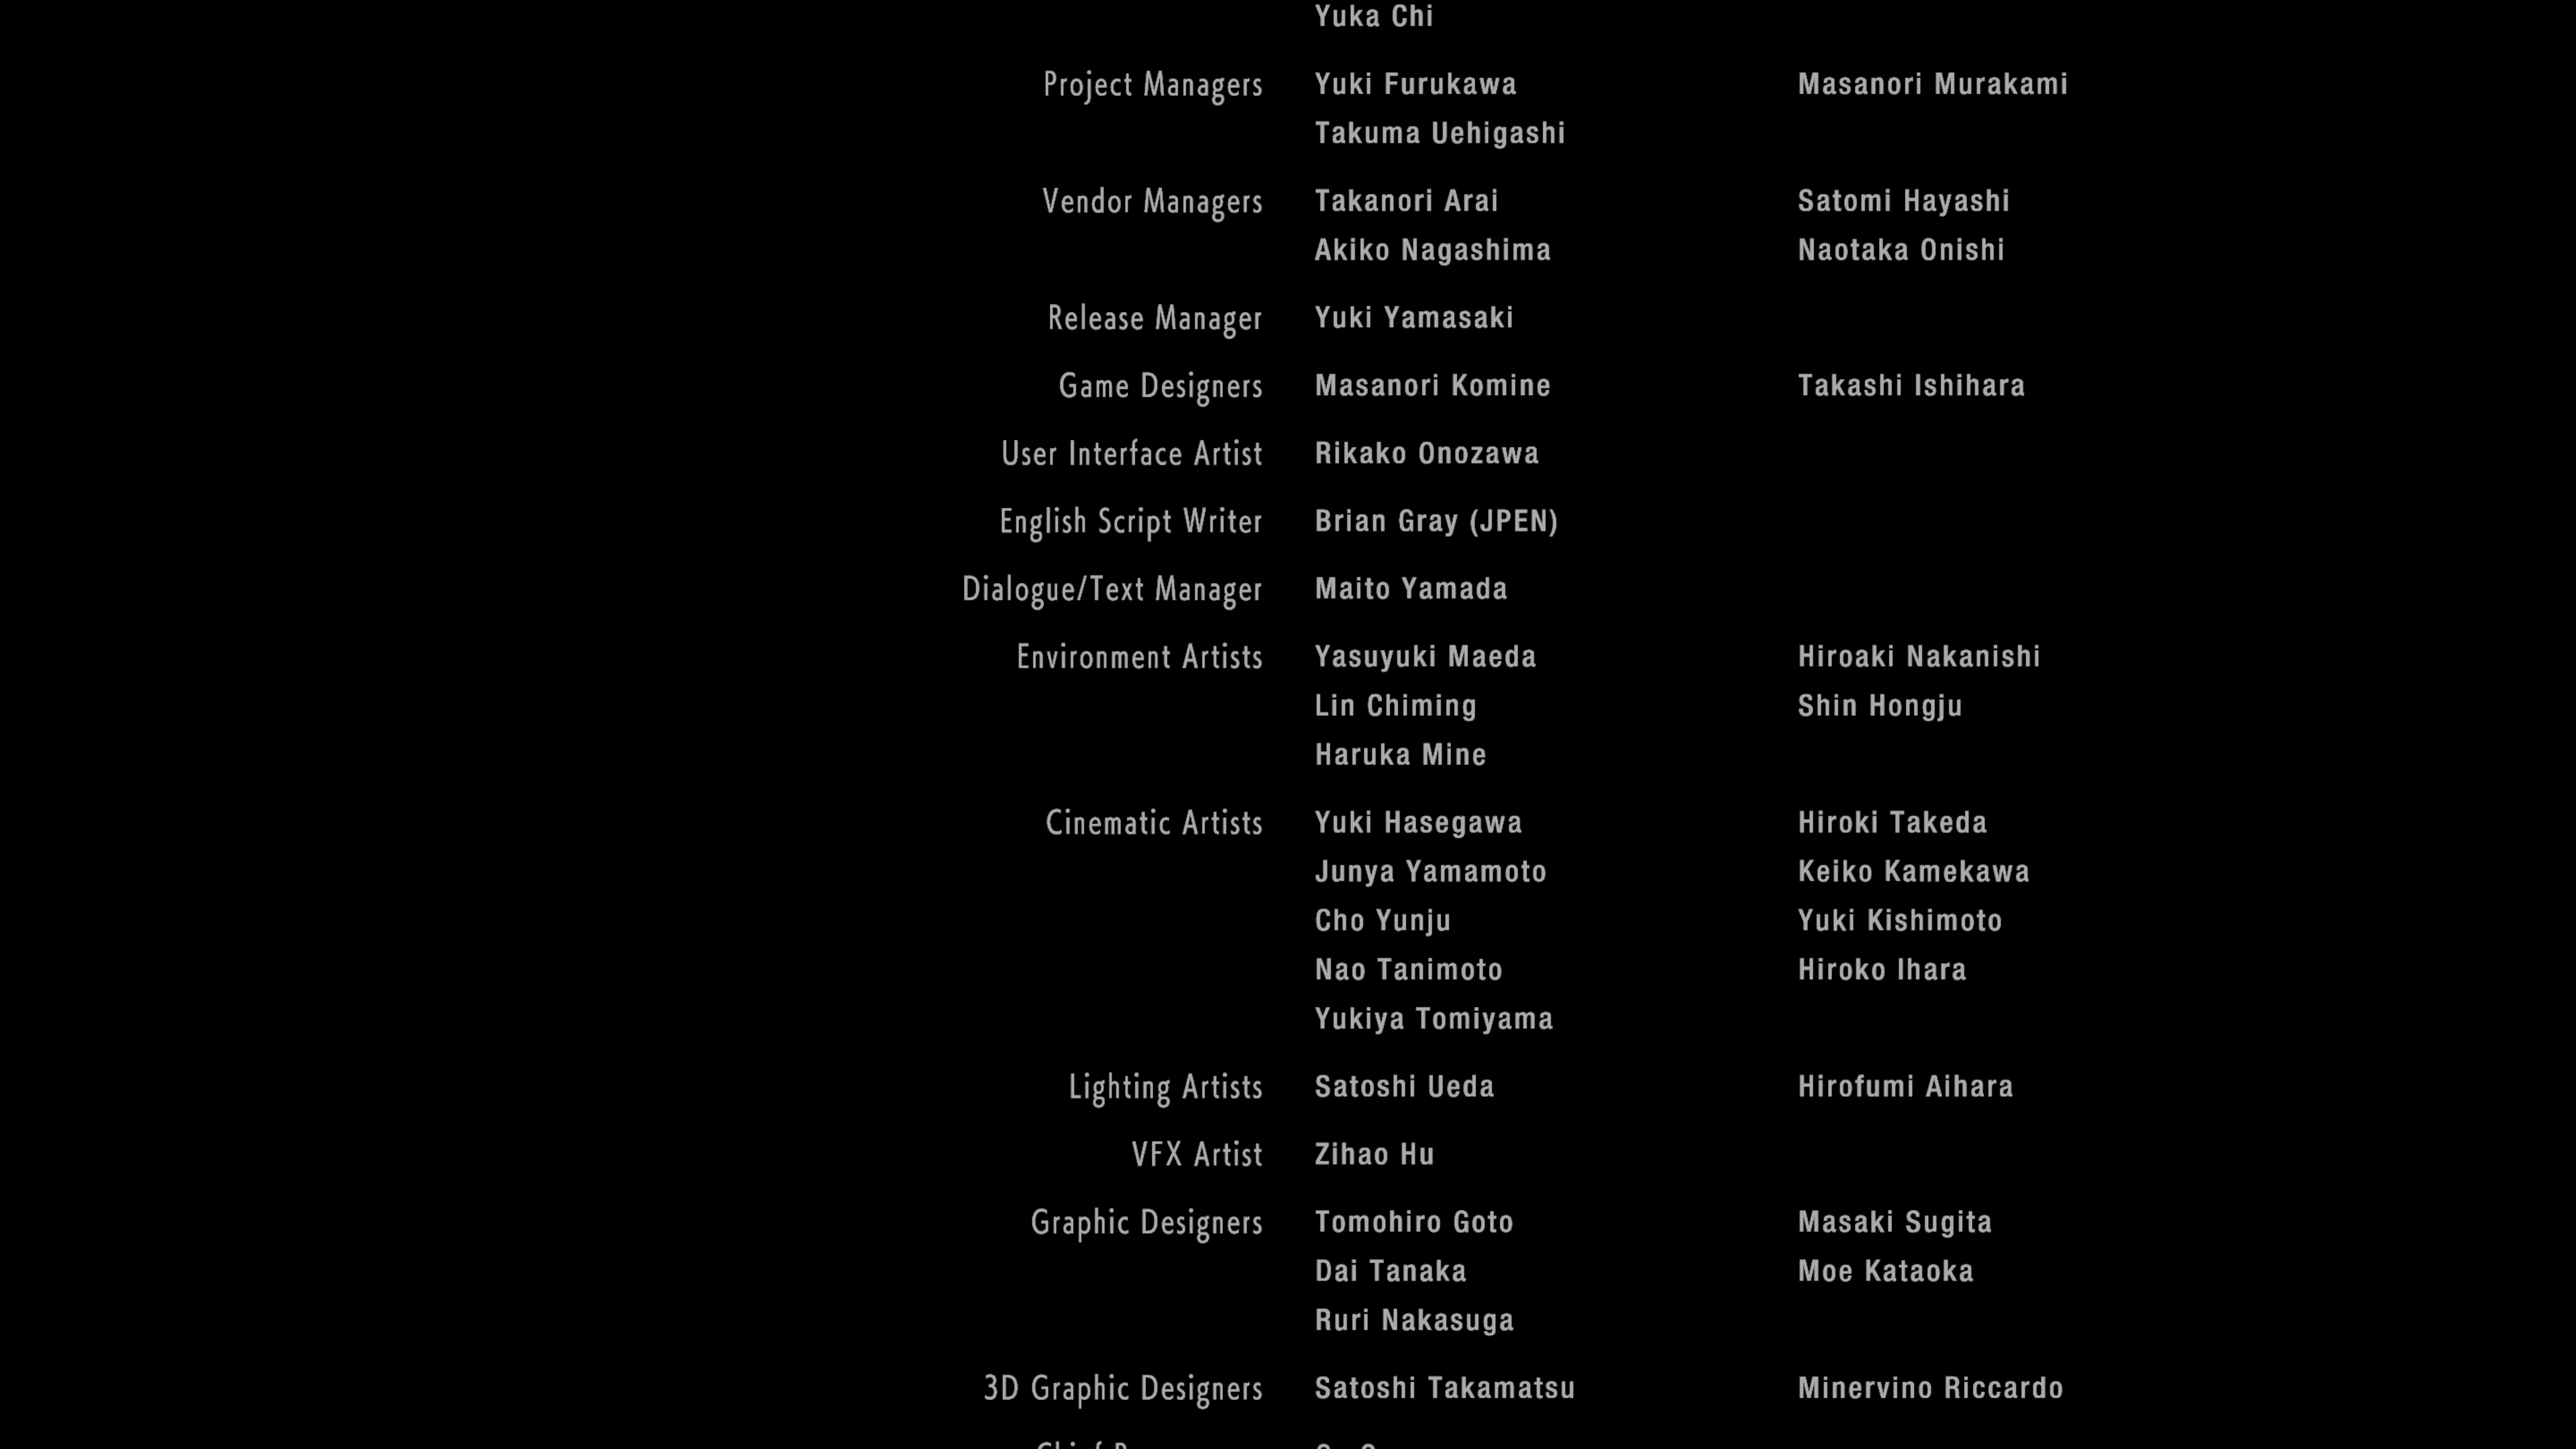 Yuka Chi
Project Managers Yuki Furukawa Masanori Murakami
Takuma Uehigashi
Vendor Managers Takanori Arai Satomi Hayashi
Akiko Nagashima Naotaka Onishi
Release Manager Yuki Yamasaki
Game Designers Masanori Komine Takashi Ishihara
User Interface Artist Rikako Onozawa
English Script Writer Brian Gray (JPEN)
Dialogue/Text Manager Maito Yamada
Environment Artists Yasuyuki Maeda Hiroaki Nakanishi
Lin Chiming Shin Hongju
Haruka Mine
Cinematic Artists Yuki Hasegawa Hiroki Takeda
Junya Yamamoto Keiko Kamekawa
Cho Yunju Yuki Kishimoto
Nao Tanimoto Hiroko Ihara
Yukiya Tomiyama
Lighting Artists Satoshi Ueda Hirofumi Aihara
VFX Artist Zihao Hu
Graphic Designers Tomohiro Goto Masaki Sugita
Dai Tanaka Moe Kataoka
Ruri Nakasuga
3D Graphic Designers Satoshi Takamatsu Minervino Riccardo